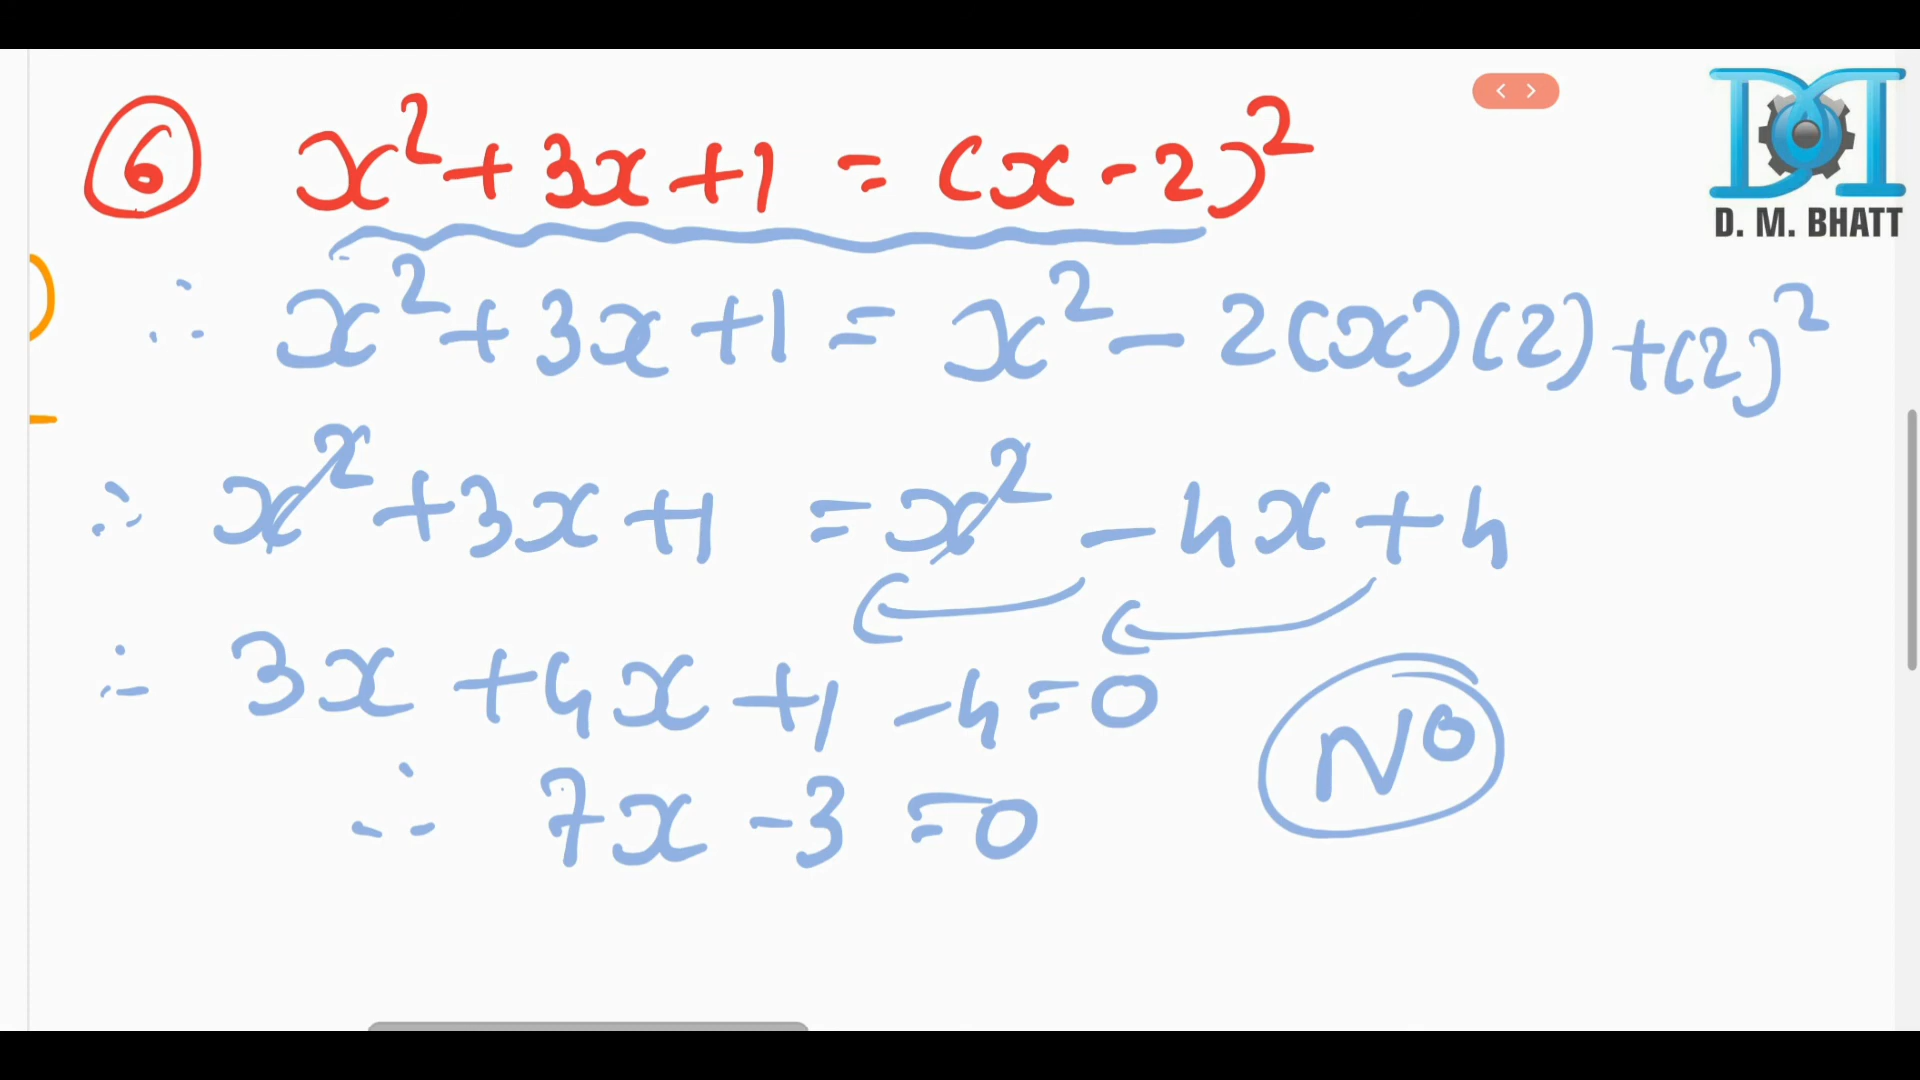 ⑥ x² + 3x + 1 = (x - 2)²
∴ x² + 3x + 1 = x² - 2(x)(2) + (2)²
∴ x² + 3x + 1 = x² - 4x + 4
∴ 3x + 4x + 1 - 4 = 0
No
∴ 7x - 3 = 0
D. M. BHATT